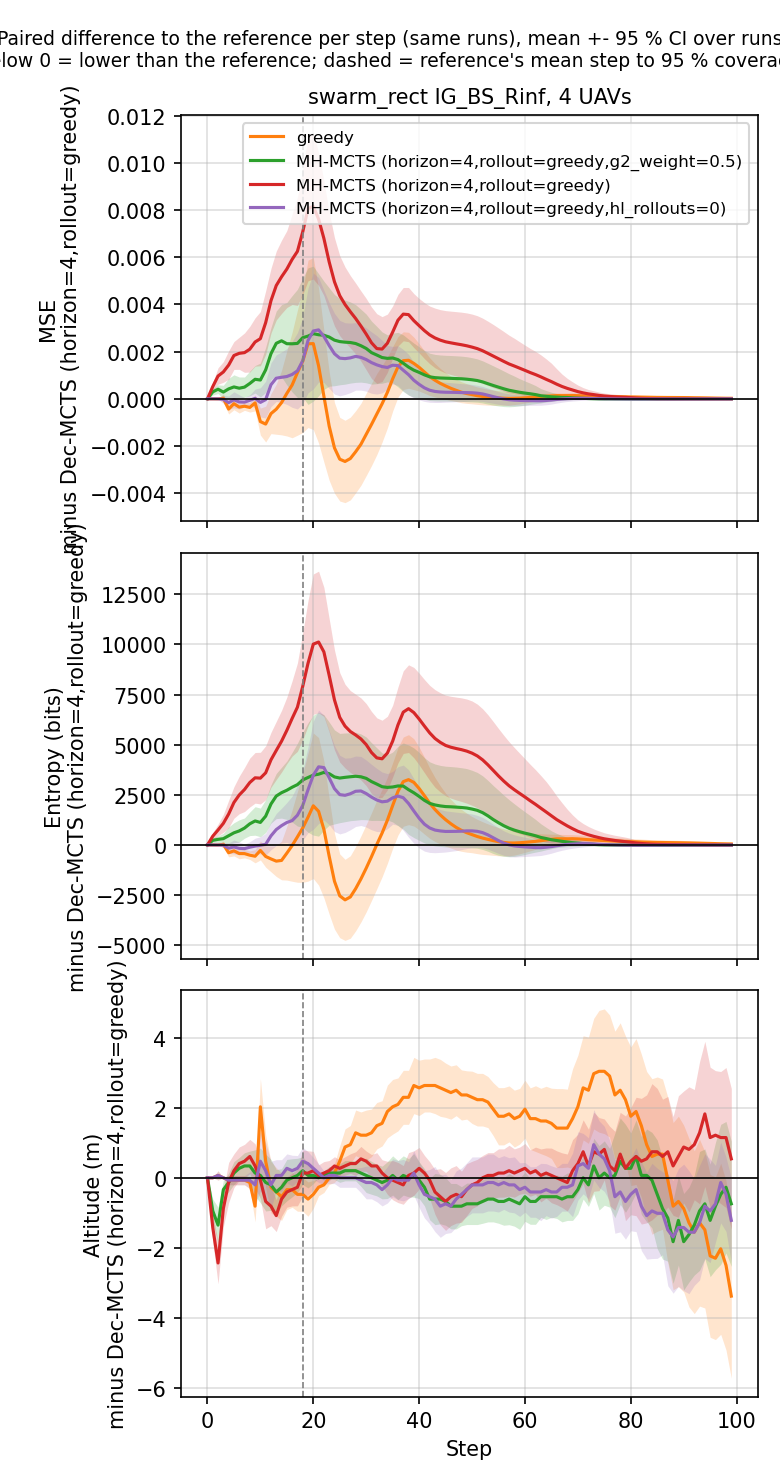 Paired difference to the reference per step (same runs), mean +- 95 % CI over runs
low 0 = lower than the reference; dashed = reference's mean step to 95 % covera
swarm_rect IG_BS_Rinf, 4 UAVs
greedy
MH-MCTS (horizon=4,rollout=greedy,g2_weight=0.5)
MH-MCTS (horizon=4,rollout=greedy)
MH-MCTS (horizon=4,rollout=greedy,hl_rollouts=0)
MSE
minus Dec-MCTS (horizon=4,rollout=greedy)
0.012
0.010
0.008
0.006
0.004
0.002
0.000
−0.002
−0.004
Entropy (bits)
minus Dec-MCTS (horizon=4,rollout=greedy)
12500
10000
7500
5000
2500
0
−2500
−5000
Altitude (m)
minus Dec-MCTS (horizon=4,rollout=greedy)
4
2
0
−2
−4
−6
0 20 40 60 80 100
Step